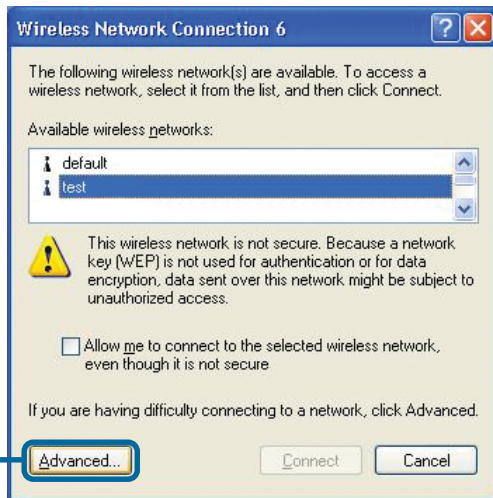 Wireless Network Connection 6
The following wireless network(s) are available. To access a
wireless network, select it from the list, and then click Connect.
Available wireless networks:
default
test
This wireless network is not secure. Because a network
key (WEP) is not used for authentication or for data
encryption, data sent over this network might be subject to
unauthorized access.
Allow me to connect to the selected wireless network,
even though it is not secure
If you are having difficulty connecting to a network, click Advanced.
Advanced...
Connect
Cancel